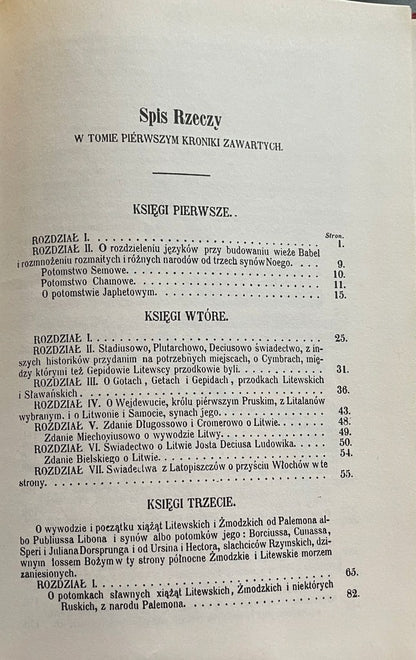 Spis Rzeczy
W TOMIE PIÉRWSZYM KRONIKI ZAWARTYCH.
KSIĘGI PIERWSZE.
Stron.
ROZDZIAŁ I. . . . . . . . . . . . . . . . . . . . 1.
ROZDZIAŁ II. O rozdzieleniu języków przy budowaniu wieże Babel
i rozmnożeniu rozmaitych i różnych narodów od trzech synów Noego. . . . . 9.
Potomstwo Semowe. . . . . . . . . . . . . . . . . 10.
Potomstwo Chamowe. . . . . . . . . . . . . . . . . 11.
O potomstwie Japhetowym. . . . . . . . . . . . . . . 15.
KSIĘGI WTÓRE.
ROZDZIAŁ I. . . . . . . . . . . . . . . . . . . . 25.
ROZDZIAŁ II. Stadiusowo, Plutarchowo, Deciusowo świadectwo, z in-
szych historików przydanim na potrzebnych miejscach, o Cymbrach, mię-
dzy którymi też Gepidowie Litewscy przodkowie byli. . . . . . . . 31.
ROZDZIAŁ III. O Gotach, Getach i Gepidach, przodkach Litewskich
i Sławańskich . . . . . . . . . . . . . . . . . . 36.
ROZDZIAŁ IV. O Wejdewucie, królu piérwszym Pruskim, z Litalanów
wybranym, i o Litwonie i Samocie, synach jego. . . . . . . . . 43.
ROZDZIAŁ V. Zdanie Długossowo i Cromerowo o Litwie. . . . . . 48.
Zdanie Miechoyiusowo o wywodzie Litwy. . . . . . . . . . 49.
ROZDZIAŁ VI. Świadectwo o Litwie Josta Deciusa Ludowika. . . . 50.
Zdanie Bielskiego o Litwie. . . . . . . . . . . . . . 54.
ROZDZIAŁ VII. Świadectwa z Latopiszczów o przyściu Włochów w te
strony. . . . . . . . . . . . . . . . . . . . . 55.
KSIĘGI TRZECIE.
O wywodzie i początku xiążąt Litewskich i Żmodzkich od Palemona al-
bo Publiussa Libona i synów albo potomków jego: Borciussa, Cunassa,
Speri i Juliana Dorsprunga i od Ursina i Hectora, slachciców Rzymskich, dzi-
wnym lossem Bożym w ty strony północne Żmodzkie i Litewskie morzem
zaniesionych. . . . . . . . . . . . . . . . . . . 65.
ROZDZIAŁ I. . . . . . . . . . . . . . . . . . . .
O potomkach sławnych xiążąt Litewskich, Żmodzkich i niektórych
Ruskich, z narodu Palemona. . . . . . . . . . . . . . 82.